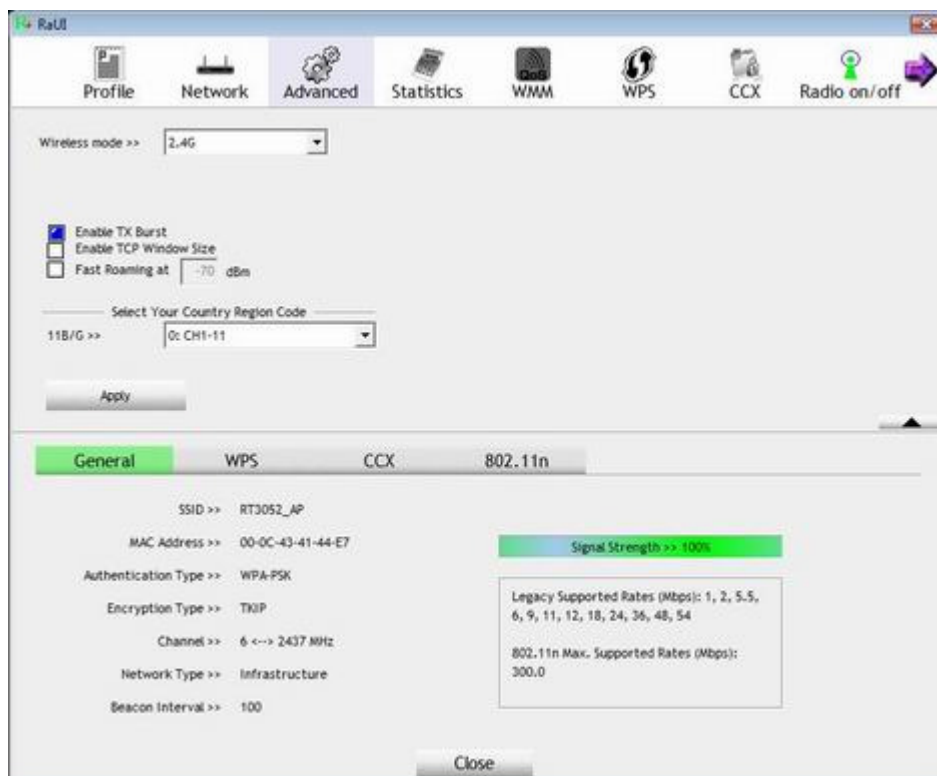 RaUI
Profile Network Advanced Statistics WMM WPS CCX Radio on/off
QoS
Wireless mode >> 2.4G
Enable TX Burst
Enable TCP Window Size
Fast Roaming at -70 dBm
Select Your Country Region Code
11B/G >> 0: CH1-11
Apply
General WPS CCX 802.11n
SSID >> RT3052_AP
MAC Address >> 00-0C-43-41-44-E7
Authentication Type >> WPA-PSK
Encryption Type >> TKIP
Channel >> 6 <--> 2437 MHz
Network Type >> Infrastructure
Beacon Interval >> 100
Signal Strength >> 100%
Legacy Supported Rates (Mbps): 1, 2, 5.5,
6, 9, 11, 12, 18, 24, 36, 48, 54
802.11n Max. Supported Rates (Mbps):
300.0
Close